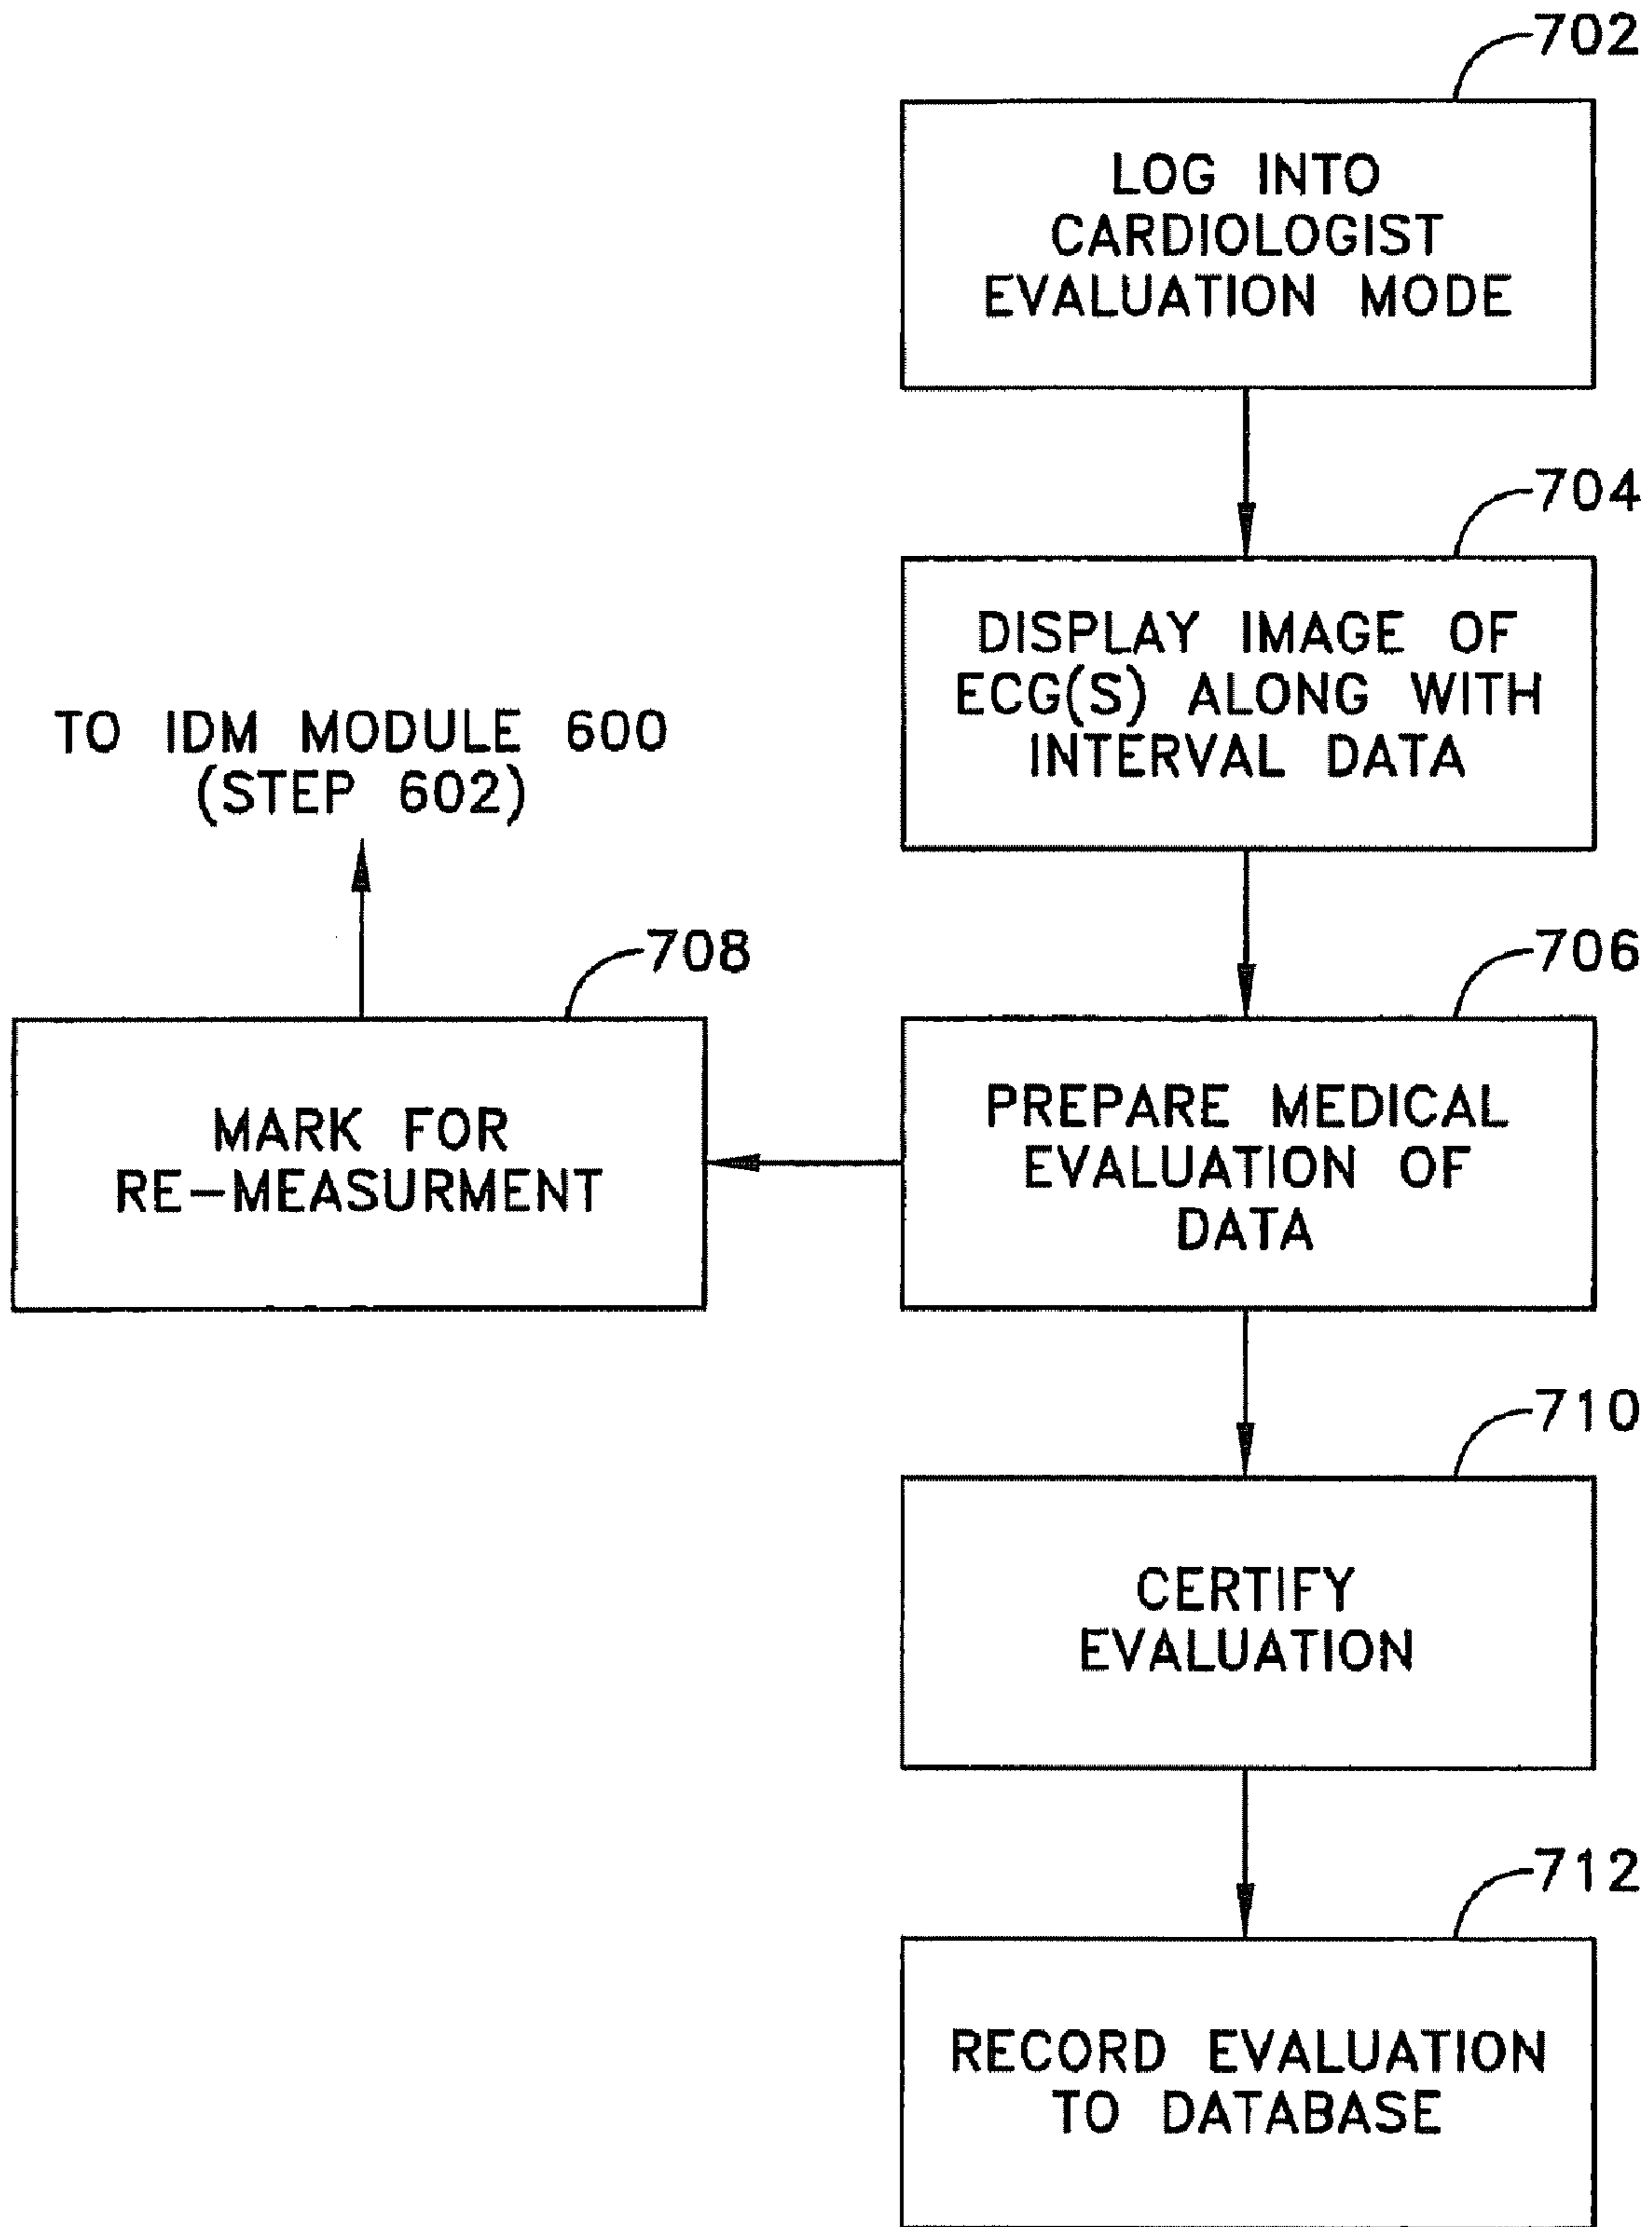 702
LOG INTO
CARDIOLOGIST
EVALUATION MODE
704
DISPLAY IMAGE OF
ECG(S) ALONG WITH
INTERVAL DATA
TO IDM MODULE 600
(STEP 602)
708
MARK FOR
RE-MEASURMENT
706
PREPARE MEDICAL
EVALUATION OF
DATA
710
CERTIFY
EVALUATION
712
RECORD EVALUATION
TO DATABASE